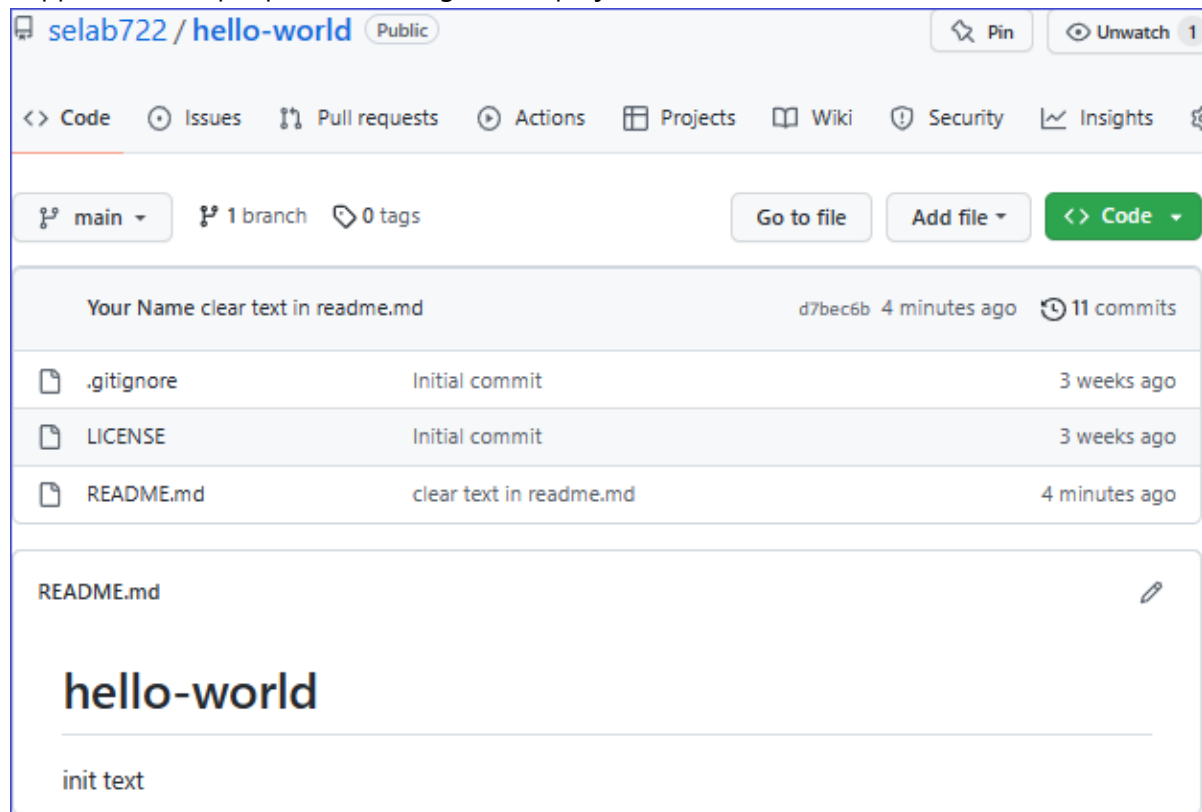 selab722 / hello-world Public Pin Unwatch 1
Code Issues Pull requests Actions Projects Wiki Security Insights
main 1 branch 0 tags Go to file Add file Code
Your Name clear text in readme.md d7bec6b 4 minutes ago 11 commits
.gitignore Initial commit 3 weeks ago
LICENSE Initial commit 3 weeks ago
README.md clear text in readme.md 4 minutes ago
README.md
hello-world
init text